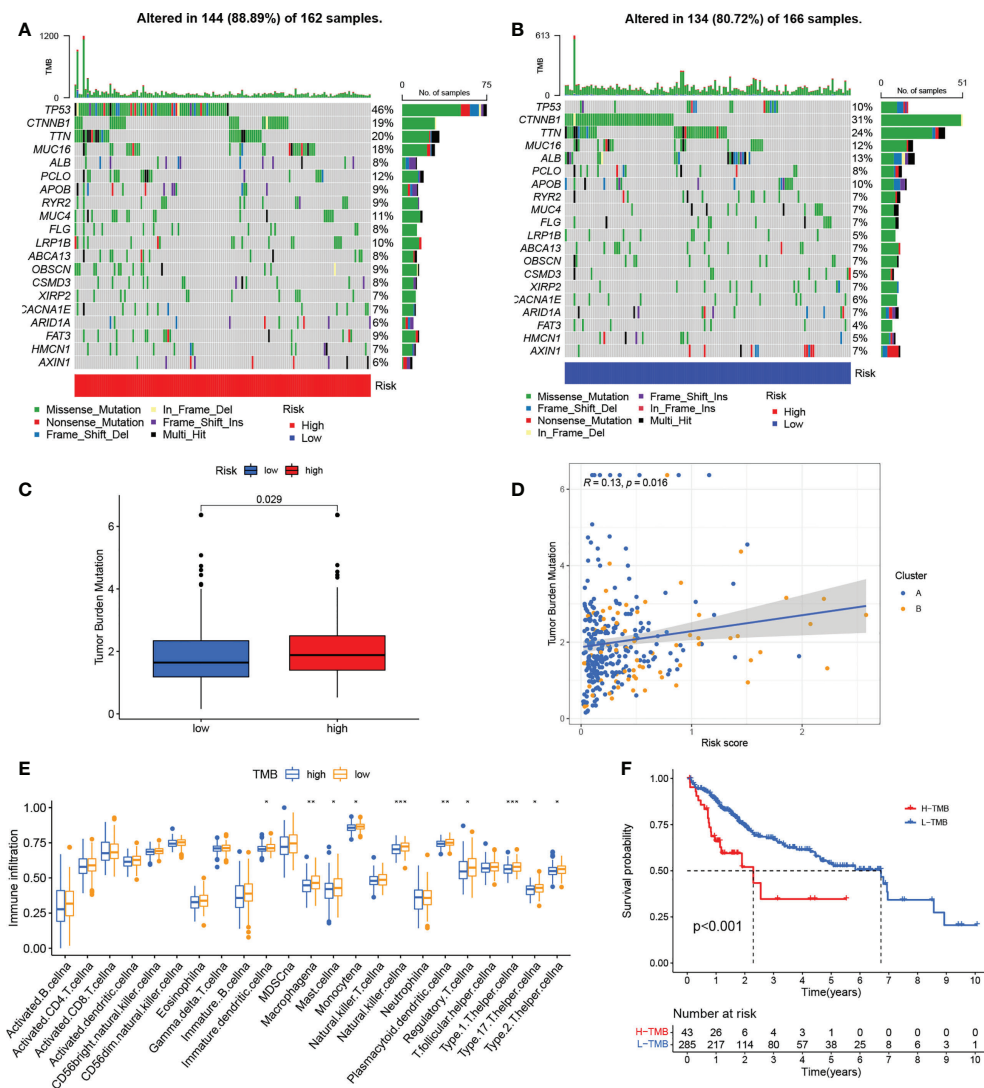 A
Altered in 144 (88.89%) of 162 samples.
1200
TMB
0
0
75
No. of samples
TP53 46%
CTNNB1 19%
TTN 20%
MUC16 18%
ALB 8%
PCLO 12%
APOB 9%
RYR2 9%
MUC4 11%
FLG 8%
LRP1B 10%
ABCA13 8%
OBSCN 9%
CSMD3 8%
XIRP2 7%
CACNA1E 7%
ARID1A 6%
FAT3 9%
HMCN1 7%
AXIN1 6%
Risk
Missense_Mutation
Nonsense_Mutation
Frame_Shift_Del
In_Frame_Del
Frame_Shift_Ins
Multi_Hit
Risk
High
Low
B
Altered in 134 (80.72%) of 166 samples.
613
TMB
0
0
51
No. of samples
TP53 10%
CTNNB1 31%
TTN 24%
MUC16 12%
ALB 13%
PCLO 8%
APOB 10%
RYR2 7%
MUC4 7%
FLG 7%
LRP1B 5%
ABCA13 7%
OBSCN 7%
CSMD3 5%
XIRP2 7%
CACNA1E 6%
ARID1A 7%
FAT3 4%
HMCN1 5%
AXIN1 7%
Risk
Missense_Mutation
Frame_Shift_Del
Nonsense_Mutation
In_Frame_Del
Frame_Shift_Ins
In_Frame_Ins
Multi_Hit
Risk
High
Low
C
Risk low high
0.029
Tumor Burden Mutation
6
4
2
0
low high
D
R = 0.13, p = 0.016
Tumor Burden Mutation
6
4
2
0
0 1 2
Risk score
Cluster
A
B
E
TMB high low
* ** * * *** ** * *** * *
Immune infiltration
1.00
0.75
0.50
0.25
0.00
Activated.B.cellna
Activated.CD4.T.cellna
Activated.CD8.T.cellna
Activated.dendritic.cellna
CD56bright.natural.killer.cellna
CD56dim.natural.killer.cellna
Eosinophilna
Gamma.delta.T.cellna
Immature..B.cellna
Immature.dendritic.cellna
MDSCna
Macrophagena
Mast.cellna
Monocytena
Natural.killer.T.cellna
Natural.killer.cellna
Neutrophilna
Plasmacytoid.dendritic.cellna
Regulatory.T.cellna
T.follicular.helper.cellna
Type.1.T.helper.cellna
Type.17.T.helper.cellna
Type.2.T.helper.cellna
F
Survival probability
1.00
0.75
0.50
0.25
0.00
H-TMB
L-TMB
p<0.001
0 1 2 3 4 5 6 7 8 9 10
Time(years)
Number at risk
H-TMB 43 26 6 4 3 1 0 0 0 0 0
L-TMB 285 217 114 80 57 38 25 8 6 3 1
0 1 2 3 4 5 6 7 8 9 10
Time(years)